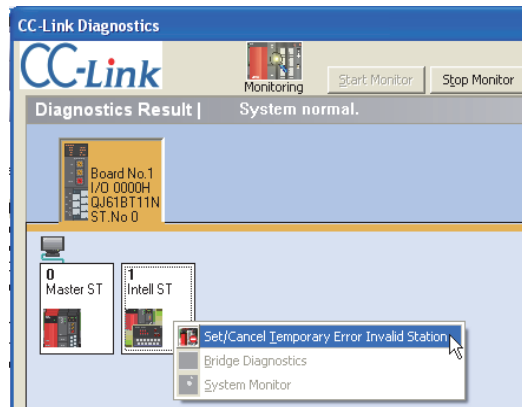 CC-Link Diagnostics
CC-Link
Monitoring
Start Monitor
Stop Monitor
Diagnostics Result | System normal.
Board No.1
I/O 0000H
QJ61BT11N
ST.No 0
0
Master ST
1
Intell ST
Set/Cancel Temporary Error Invalid Station
Bridge Diagnostics
System Monitor